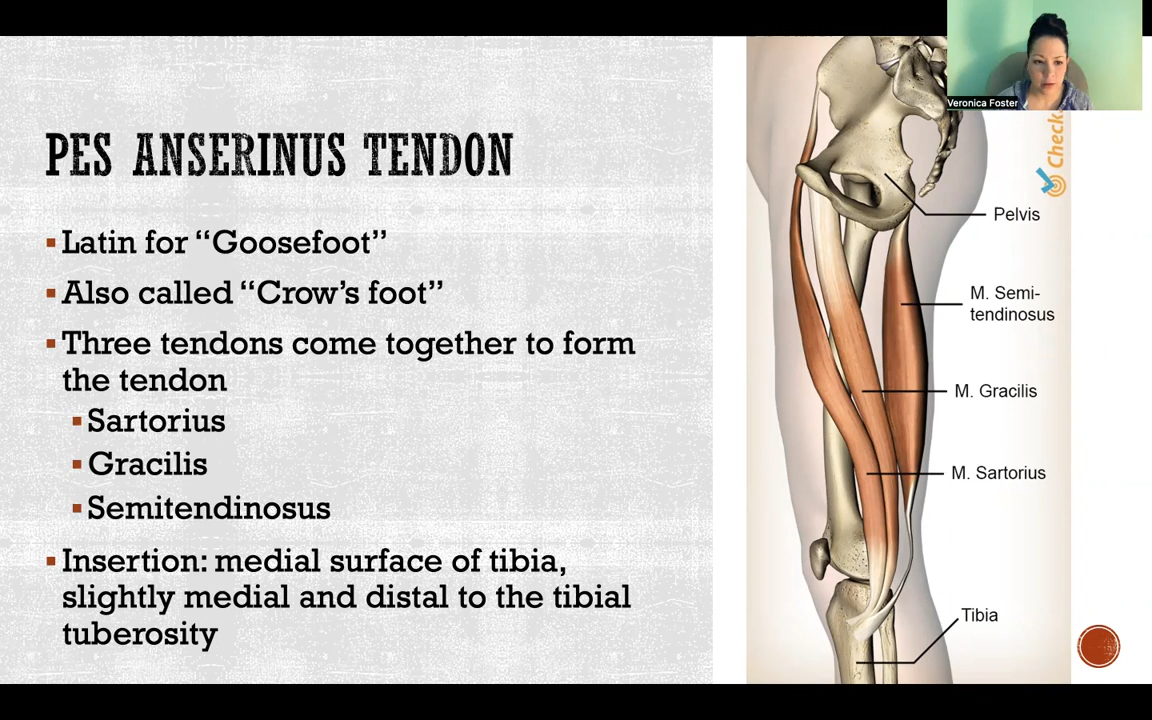 Veronica Foster
PES ANSERINUS TENDON
Latin for “Goosefoot”
Also called “Crow’s foot”
Three tendons come together to form
the tendon
Sartorius
Gracilis
Semitendinosus
Insertion: medial surface of tibia,
slightly medial and distal to the tibial
tuberosity
Check
Pelvis
M. Semi-
tendinosus
M. Gracilis
M. Sartorius
Tibia